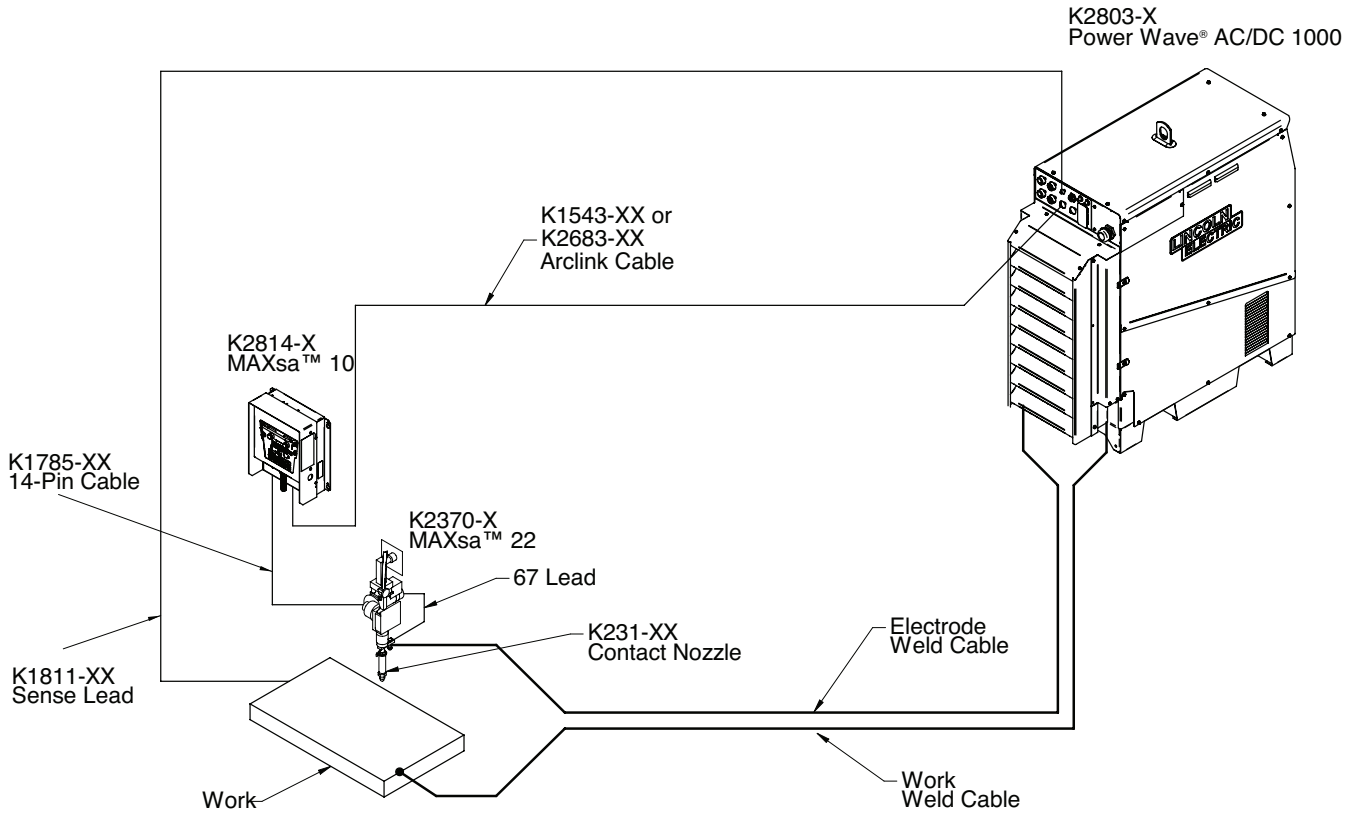 K2803-X
Power Wave® AC/DC 1000
LINCOLN
ELECTRIC
K1543-XX or
K2683-XX
Arclink Cable
K2814-X
MAXsa™ 10
K1785-XX
14-Pin Cable
K2370-X
MAXsa™ 22
67 Lead
K231-XX
Contact Nozzle
Electrode
Weld Cable
K1811-XX
Sense Lead
Work
Work
Weld Cable